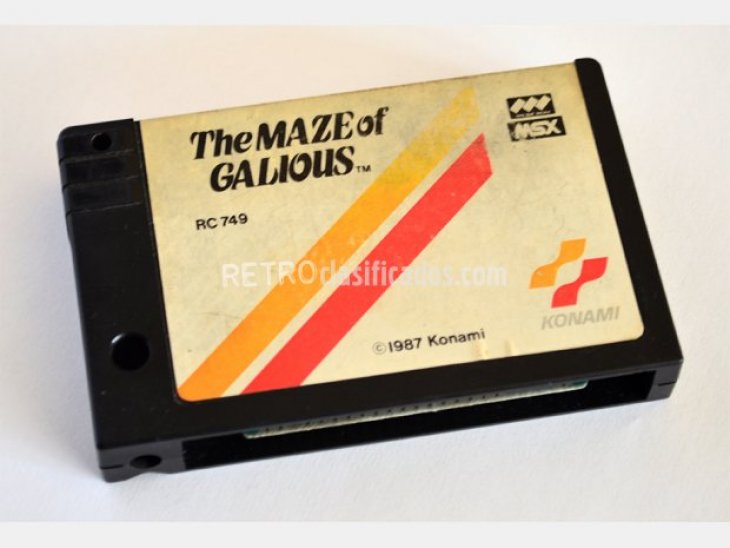 The MAZE of
GALIOUS™
MSX
RC 749
RETROclasificados.com
KONAMI
©1987 Konami